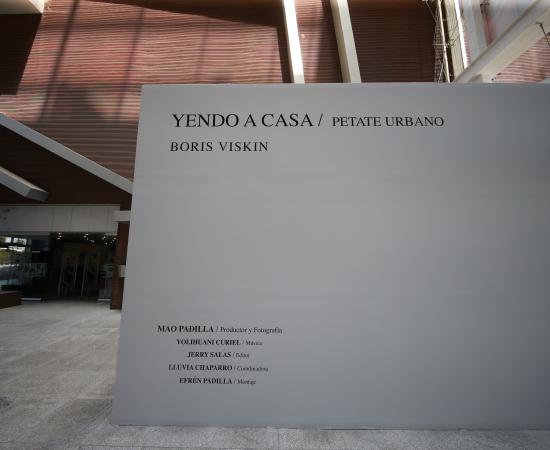 YENDO A CASA / PETATE URBANO
BORIS VISKIN
MAO PADILLA / Productor y Fotografía
YOLIHUANI CURIEL / Música
JERRY SALAS / Editor
LLUVIA CHAPARRO / Coordinadora
EFRÉN PADILLA / Montaje